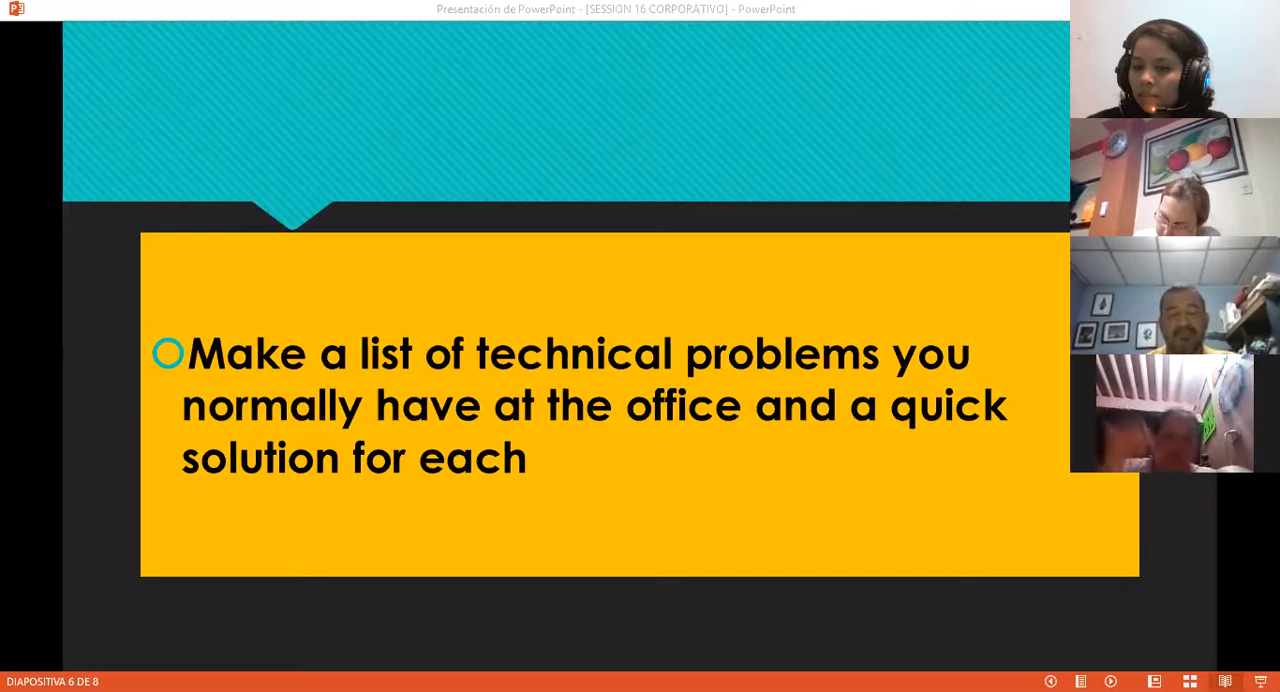 Presentación de PowerPoint - [SESSION 16 CORPORATIVO] - PowerPoint
Make a list of technical problems you
normally have at the office and a quick
solution for each
DIAPOSITIVA 6 DE 8